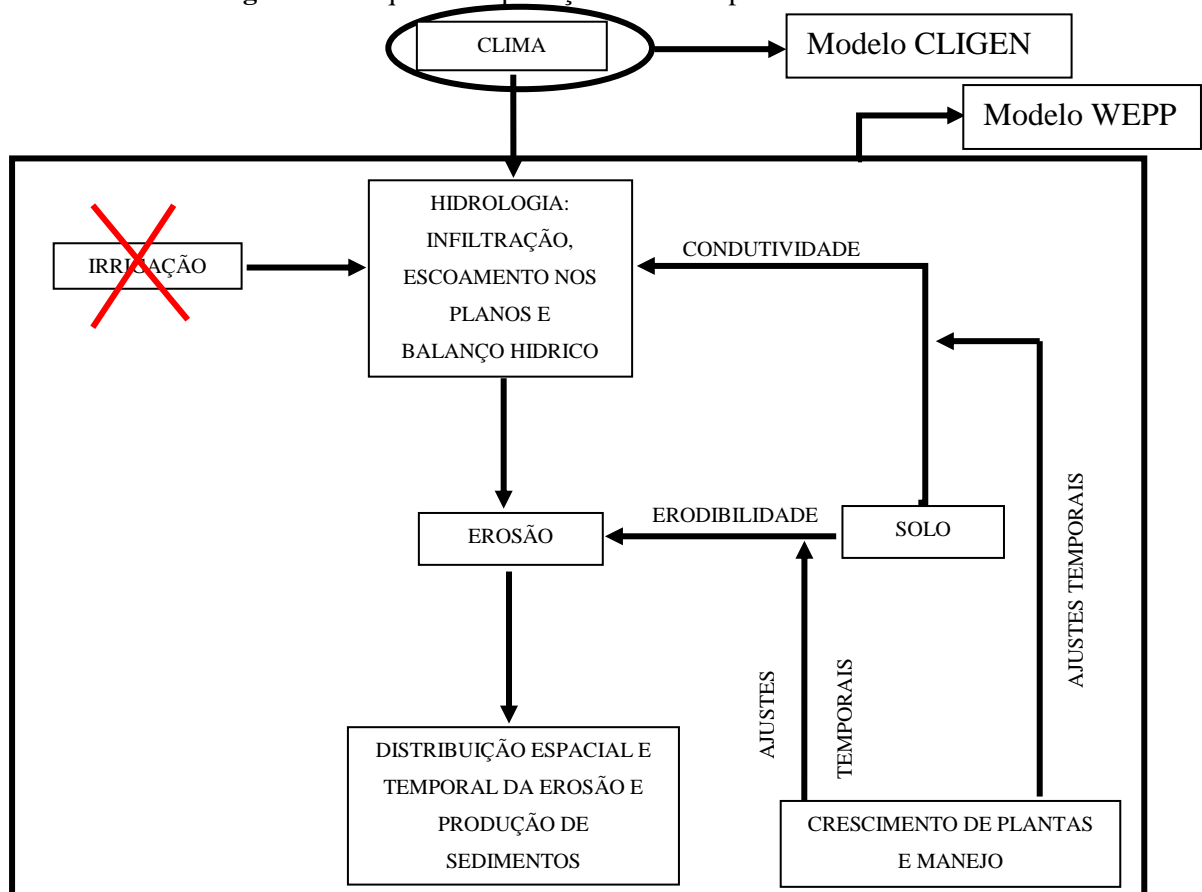 CLIMA
Modelo CLIGEN
Modelo WEPP
HIDROLOGIA:
INFILTRAÇÃO,
ESCOAMENTO NOS
PLANOS E
BALANÇO HIDRICO
IRRIGAÇÃO
CONDUTIVIDADE
EROSÃO
ERODIBILIDADE
SOLO
AJUSTES
TEMPORAIS
AJUSTES TEMPORAIS
DISTRIBUIÇÃO ESPACIAL E
TEMPORAL DA EROSÃO E
PRODUÇÃO DE
SEDIMENTOS
CRESCIMENTO DE PLANTAS
E MANEJO